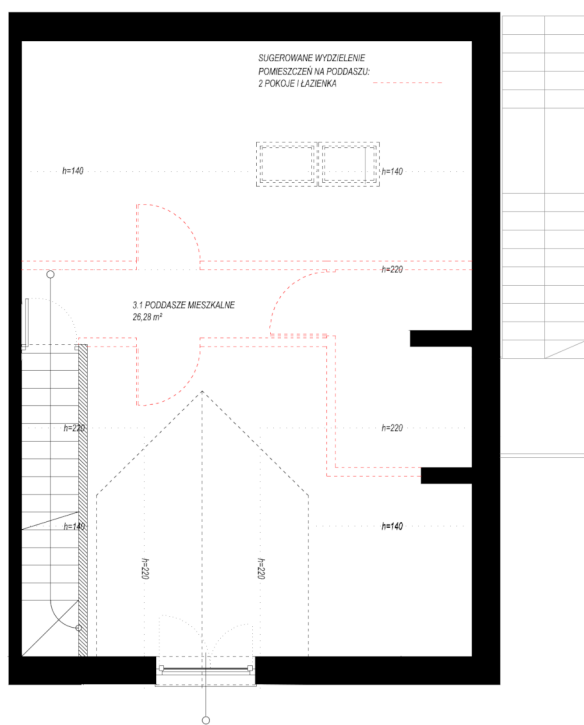 SUGEROWANE WYDZIELENIE
POMIESZCZEŃ NA PODDASZU:
2 POKOJE I ŁAZIENKA
h=140
h=140
h=220
3.1 PODDASZE MIESZKALNE
26,28 m²
h=220
h=220
h=140
h=140
h=220
h=220